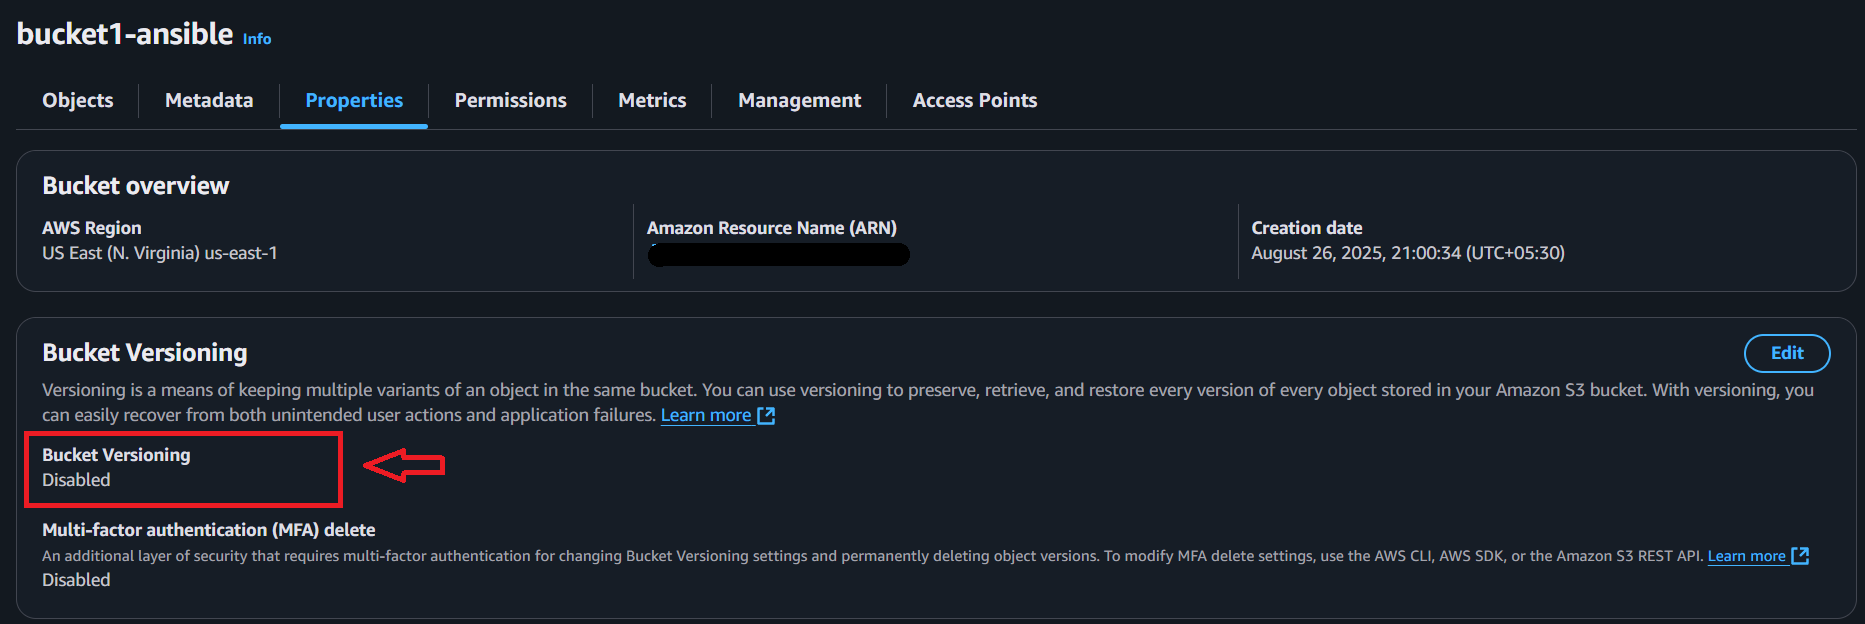 bucket1-ansible Info
Objects Metadata Properties Permissions Metrics Management Access Points
Bucket overview
AWS Region Amazon Resource Name (ARN) Creation date
US East (N. Virginia) us-east-1 August 26, 2025, 21:00:34 (UTC+05:30)
Bucket Versioning Edit
Versioning is a means of keeping multiple variants of an object in the same bucket. You can use versioning to preserve, retrieve, and restore every version of every object stored in your Amazon S3 bucket. With versioning, you
can easily recover from both unintended user actions and application failures. Learn more
Bucket Versioning
Disabled
Multi-factor authentication (MFA) delete
An additional layer of security that requires multi-factor authentication for changing Bucket Versioning settings and permanently deleting object versions. To modify MFA delete settings, use the AWS CLI, AWS SDK, or the Amazon S3 REST API. Learn more
Disabled